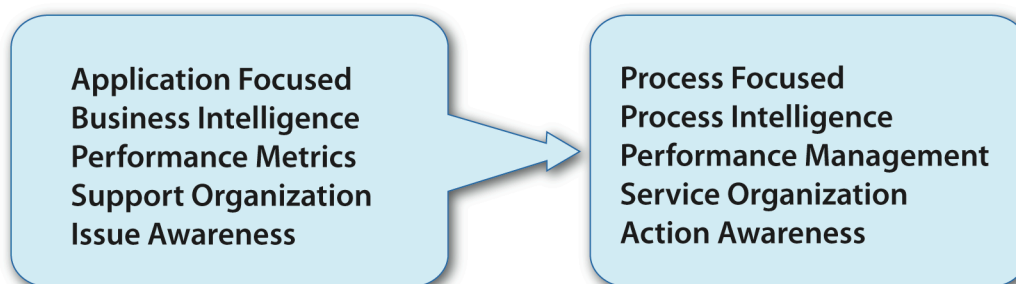 Application Focused
Business Intelligence
Performance Metrics
Support Organization
Issue Awareness
Process Focused
Process Intelligence
Performance Management
Service Organization
Action Awareness